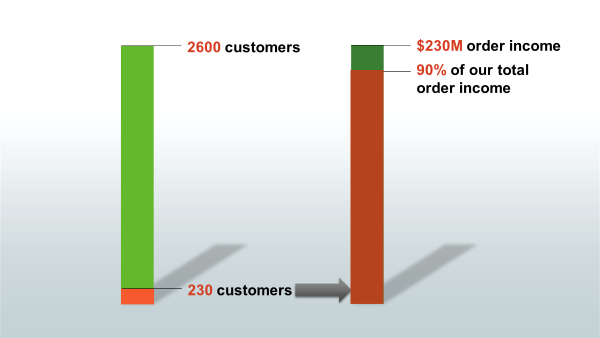 2600 customers
$230M order income
90% of our total
order income
230 customers